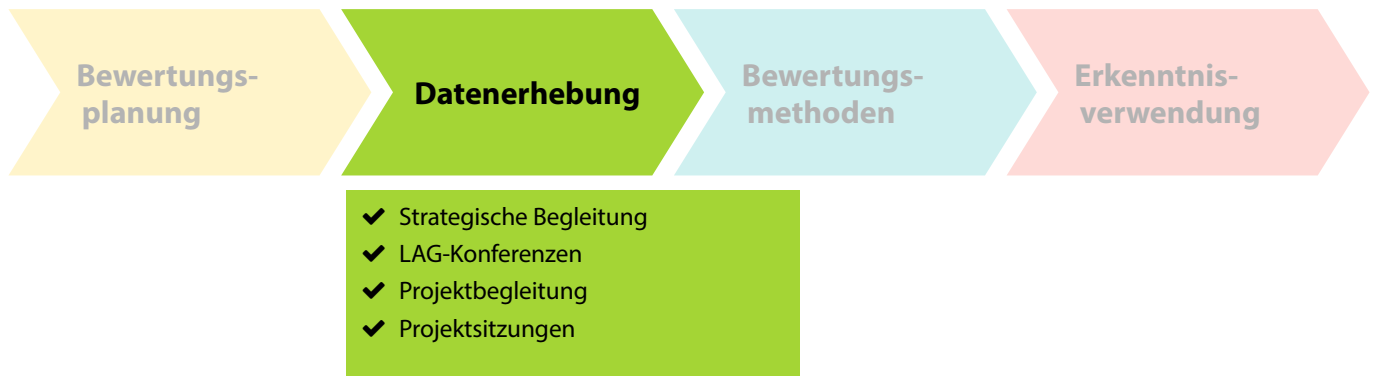 Bewertungs-
planung
Datenerhebung
Bewertungs-
methoden
Erkenntnis-
verwendung
✔ Strategische Begleitung
✔ LAG-Konferenzen
✔ Projektbegleitung
✔ Projektsitzungen